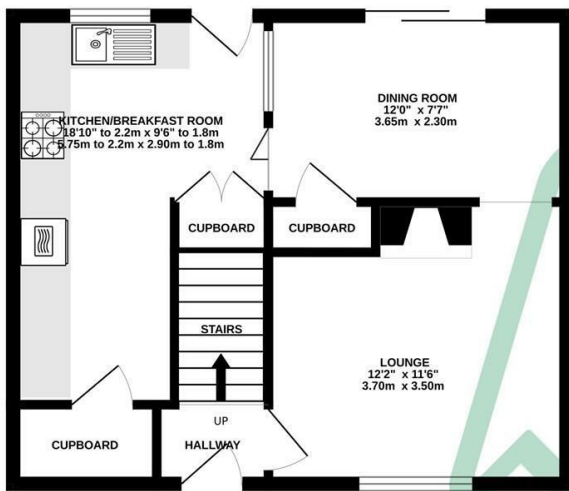 KITCHEN/BREAKFAST ROOM
18'10" to 2.2m x 9'6" to 1.8m
5.75m to 2.2m x 2.90m to 1.8m
DINING ROOM
12'0" x 7'7"
3.65m x 2.30m
CUPBOARD
CUPBOARD
STAIRS
LOUNGE
12'2" x 11'6"
3.70m x 3.50m
UP
HALLWAY
CUPBOARD